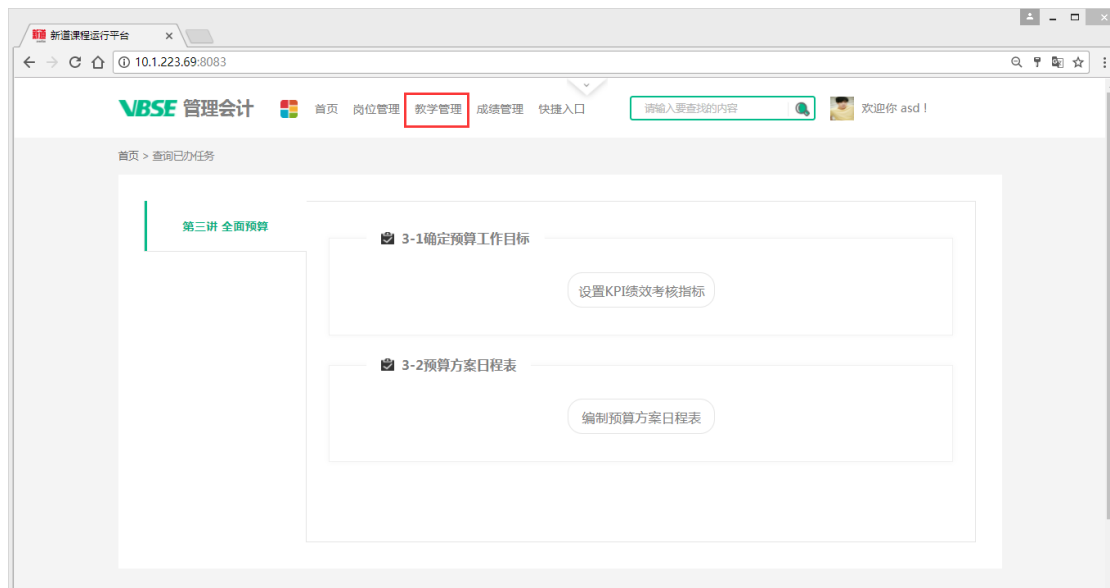 新道课程运行平台
10.1.223.69:8083
VBSE 管理会计 首页 岗位管理 教学管理 成绩管理 快捷入口 请输入要查找的内容 欢迎你 asd !
首页 > 查询已办任务
第三讲 全面预算
3-1确定预算工作目标
设置KPI绩效考核指标
3-2预算方案日程表
编制预算方案日程表